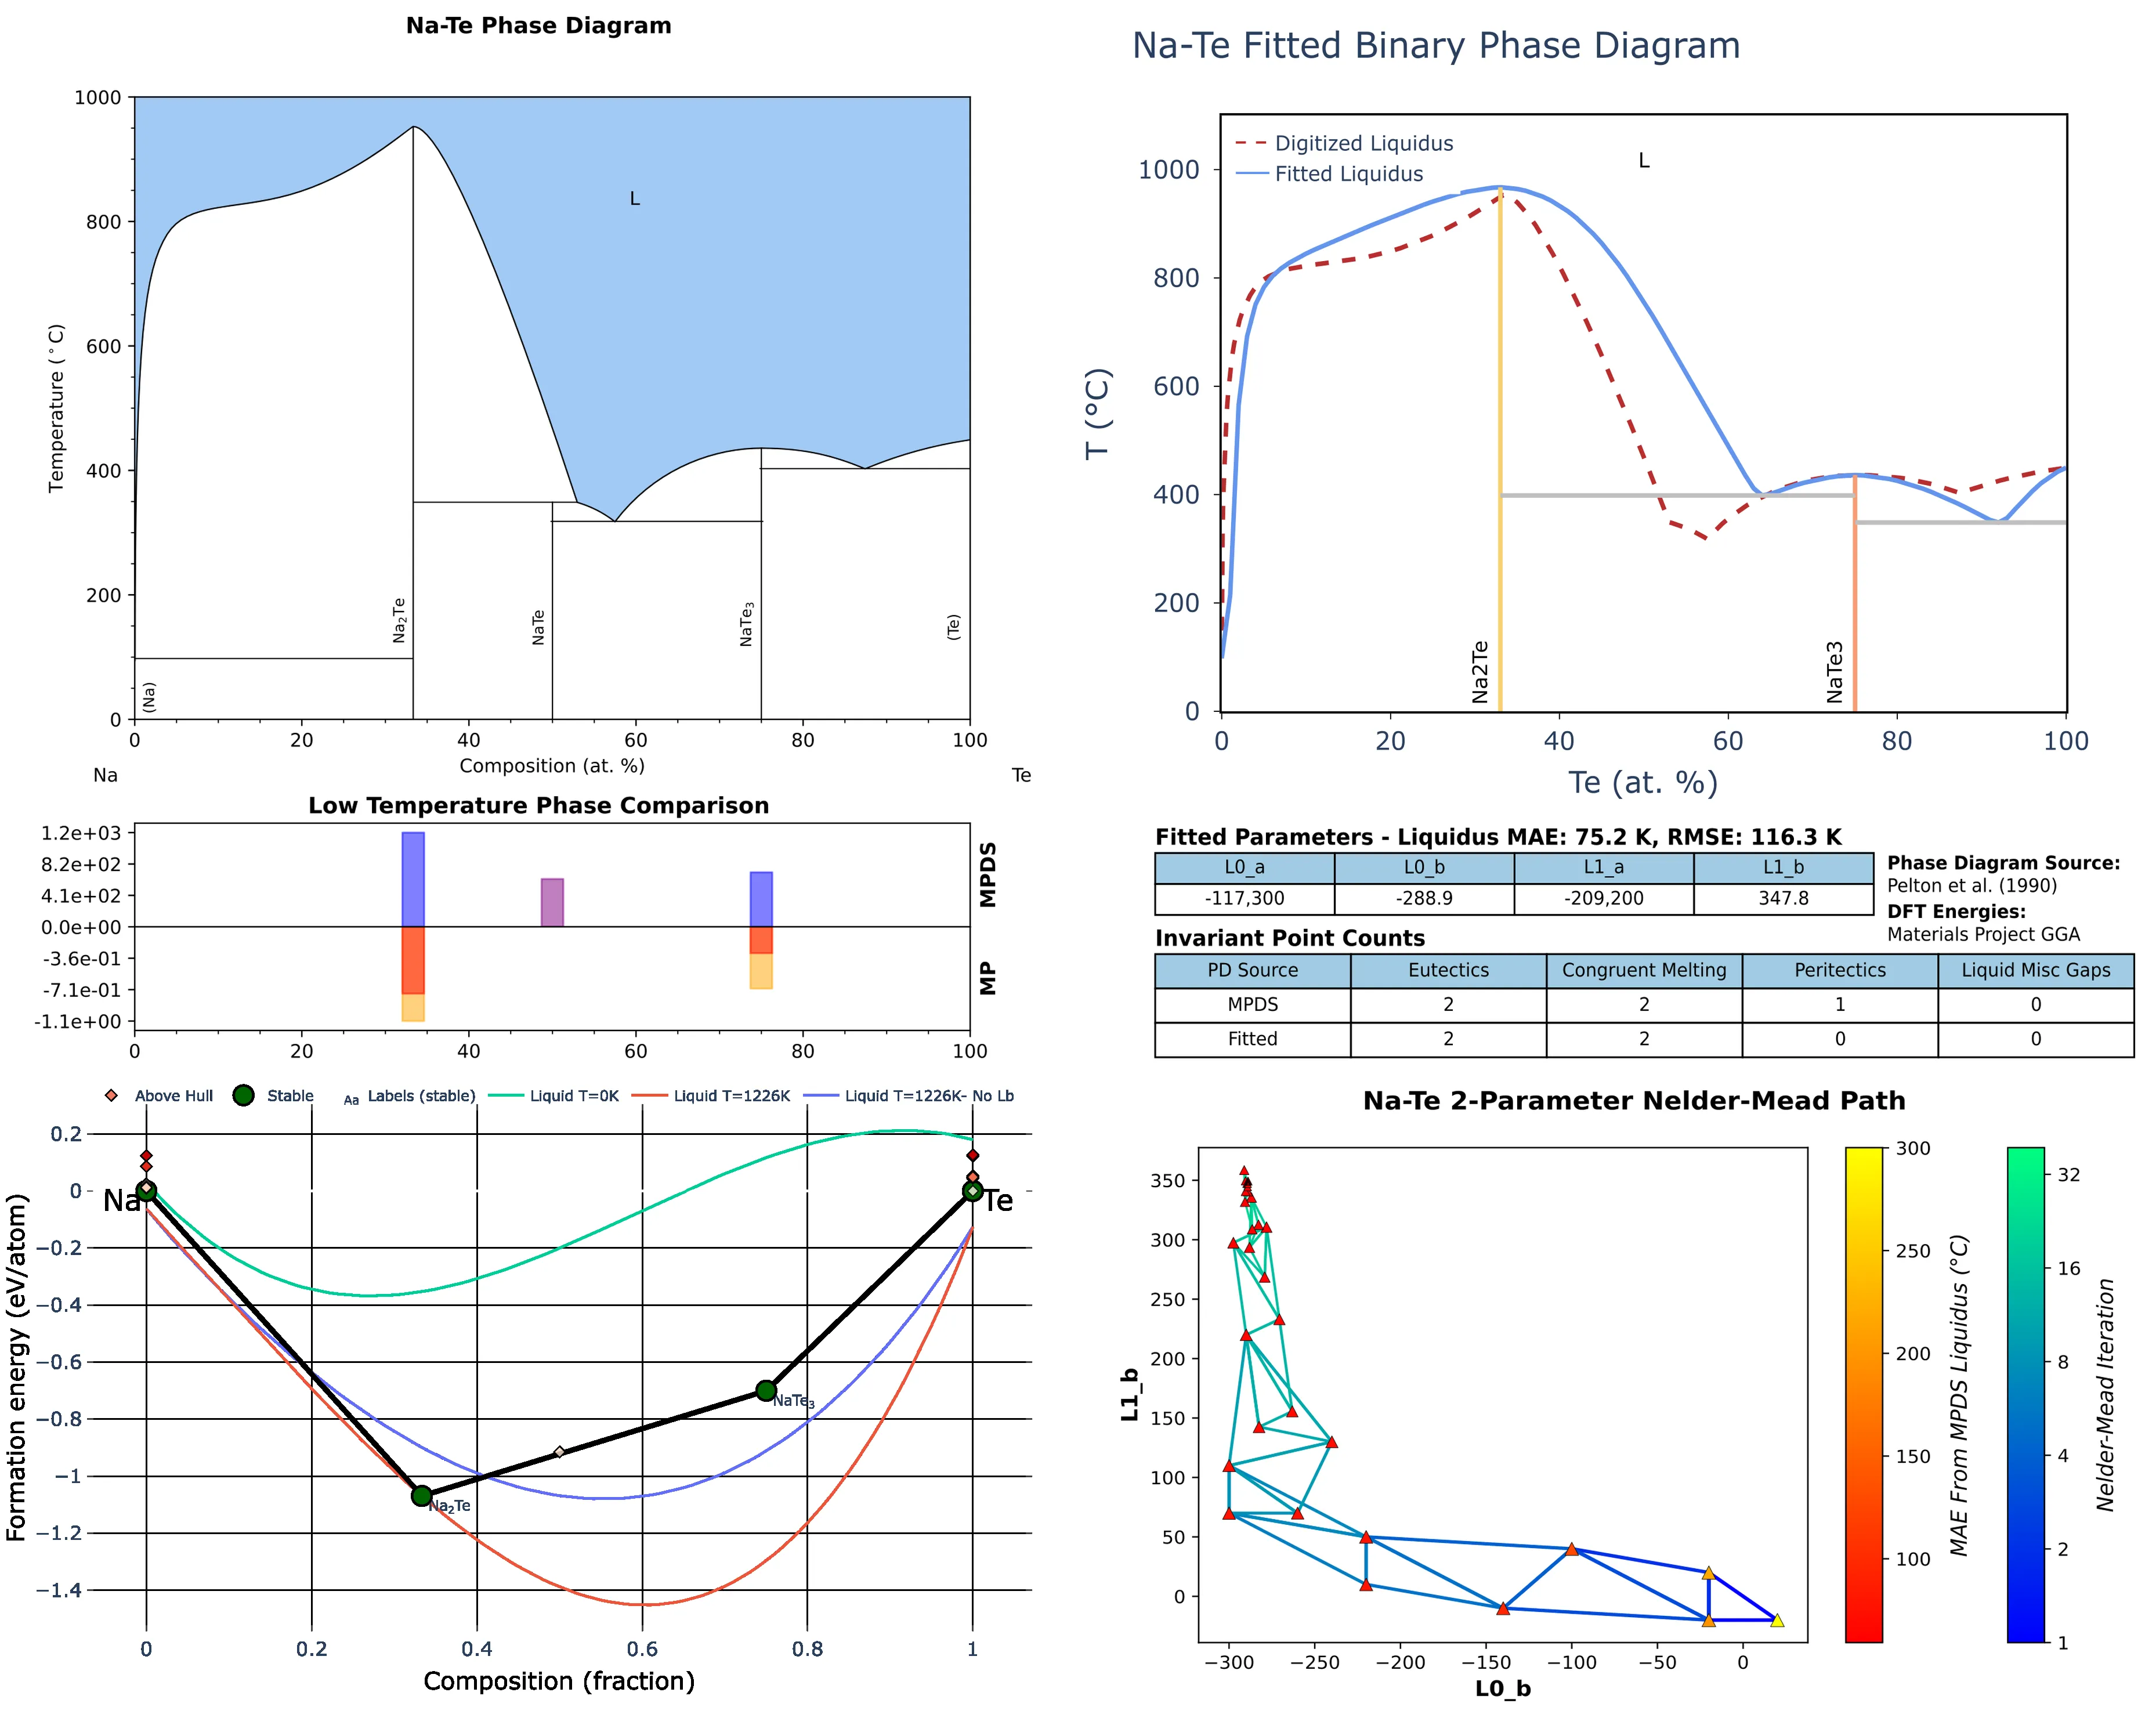 Na-Te Phase Diagram
1000
800
600
400
200
0
Temperature (°C)
L
Na₂Te
NaTe
NaTe₃
(Te)
(Na)
0 20 40 60 80 100
Composition (at. %)
Na Te
Na-Te Fitted Binary Phase Diagram
Digitized Liquidus
Fitted Liquidus
L
1000
800
600
400
200
0
T (°C)
Na2Te
NaTe3
0 20 40 60 80 100
Te (at. %)
Low Temperature Phase Comparison
1.2e+03
8.2e+02
4.1e+02
0.0e+00
-3.6e-01
-7.1e-01
-1.1e+00
MPDS
MP
0 20 40 60 80 100
Fitted Parameters - Liquidus MAE: 75.2 K, RMSE: 116.3 K
L0_a L0_b L1_a L1_b
-117,300 -288.9 -209,200 347.8
Phase Diagram Source:
Pelton et al. (1990)
DFT Energies:
Materials Project GGA
Invariant Point Counts
PD Source Eutectics Congruent Melting Peritectics Liquid Misc Gaps
MPDS 2 2 1 0
Fitted 2 2 0 0
Above Hull Stable Aa Labels (stable) Liquid T=0K Liquid T=1226K Liquid T=1226K- No Lb
0.2
0
−0.2
−0.4
−0.6
−0.8
−1
−1.2
−1.4
Formation energy (eV/atom)
Na
Te
NaTe₃
Na₂Te
0 0.2 0.4 0.6 0.8 1
Composition (fraction)
Na-Te 2-Parameter Nelder-Mead Path
350
300
250
200
150
100
50
0
L1_b
−300 −250 −200 −150 −100 −50 0
L0_b
300
250
200
150
100
MAE From MPDS Liquidus (°C)
32
16
8
4
2
1
Nelder-Mead Iteration